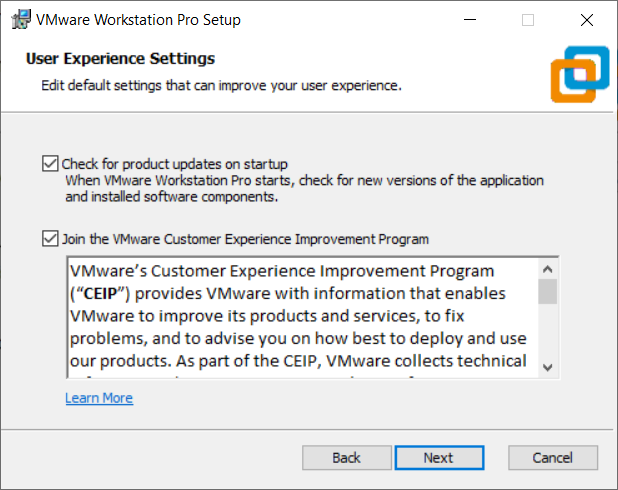 VMware Workstation Pro Setup
User Experience Settings
Edit default settings that can improve your user experience.
Check for product updates on startup
When VMware Workstation Pro starts, check for new versions of the application
and installed software components.
Join the VMware Customer Experience Improvement Program
VMware's Customer Experience Improvement Program
("CEIP") provides VMware with information that enables
VMware to improve its products and services, to fix
problems, and to advise you on how best to deploy and use
our products. As part of the CEIP, VMware collects technical
Learn More
Back
Next
Cancel